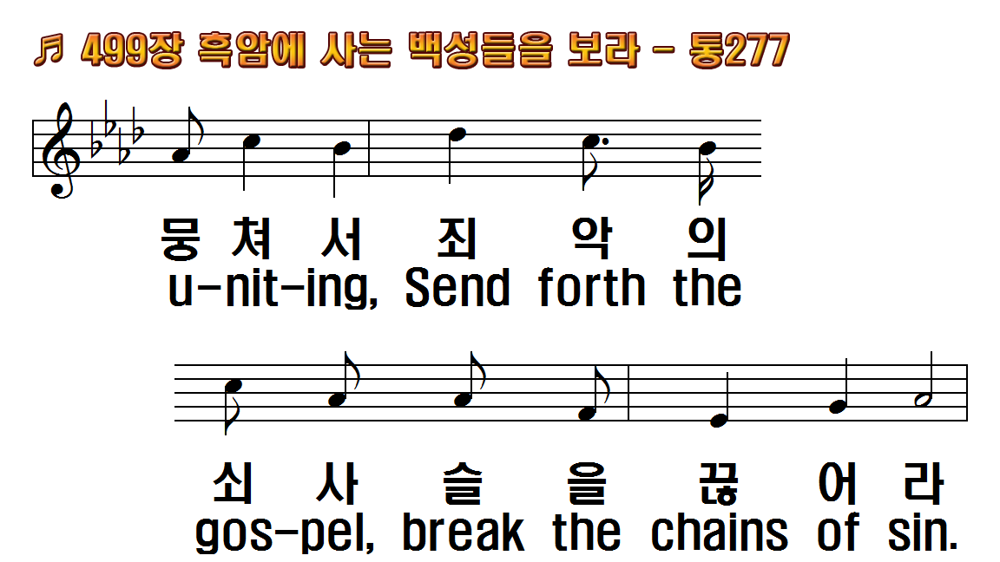 ♬ 499장 흑암에 사는 백성들을 보라 - 통277
뭉 쳐 서 죄 악 의
u-nit-ing, Send forth the
쇠 사 슬 을 끊 어 라
gos-pel, break the chains of sin.